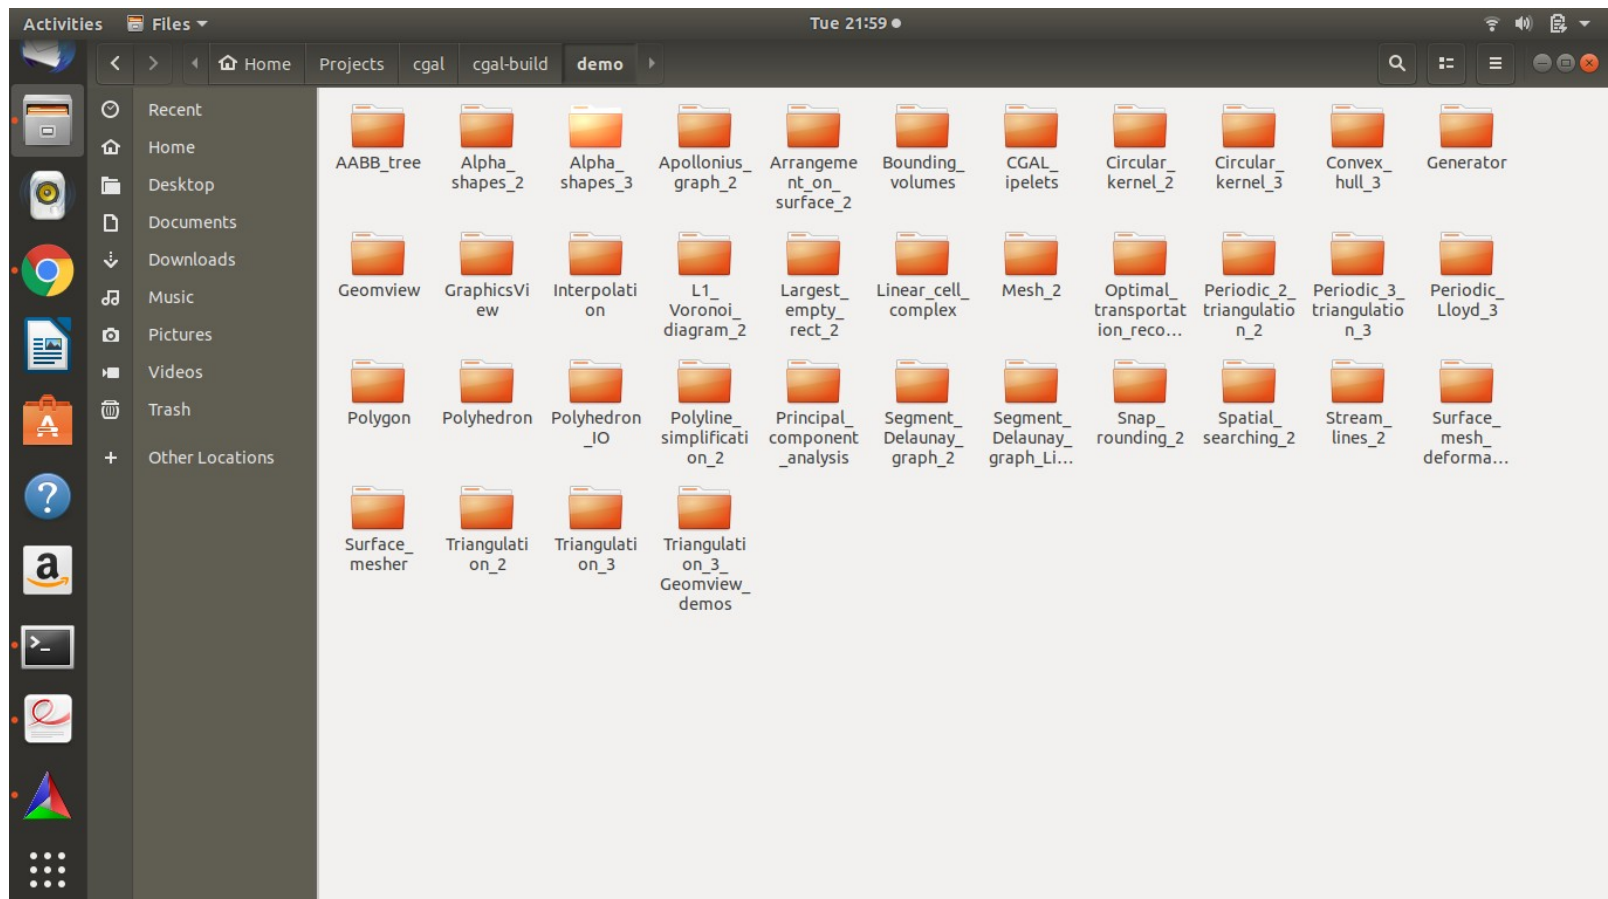 Activities Files Tue 21:59
Home Projects cgal cgal-build demo
Recent
Home
Desktop
Documents
Downloads
Music
Pictures
Videos
Trash
Other Locations
AABB_tree
Alpha_
shapes_2
Alpha_
shapes_3
Apollonius_
graph_2
Arrangeme
nt_on_
surface_2
Bounding_
volumes
CGAL_
ipelets
Circular_
kernel_2
Circular_
kernel_3
Convex_
hull_3
Generator
Geomview
GraphicsVi
ew
Interpolati
on
L1_
Voronoi_
diagram_2
Largest_
empty_
rect_2
Linear_cell_
complex
Mesh_2
Optimal_
transportat
ion_reco...
Periodic_2_
triangulatio
n_2
Periodic_3_
triangulatio
n_3
Periodic_
Lloyd_3
Polygon
Polyhedron
Polyhedron
_IO
Polyline_
simplificati
on_2
Principal_
component
_analysis
Segment_
Delaunay_
graph_2
Segment_
Delaunay_
graph_Li...
Snap_
rounding_2
Spatial_
searching_2
Stream_
lines_2
Surface_
mesh_
deforma...
Surface_
mesher
Triangulati
on_2
Triangulati
on_3
Triangulati
on_3_
Geomview_
demos